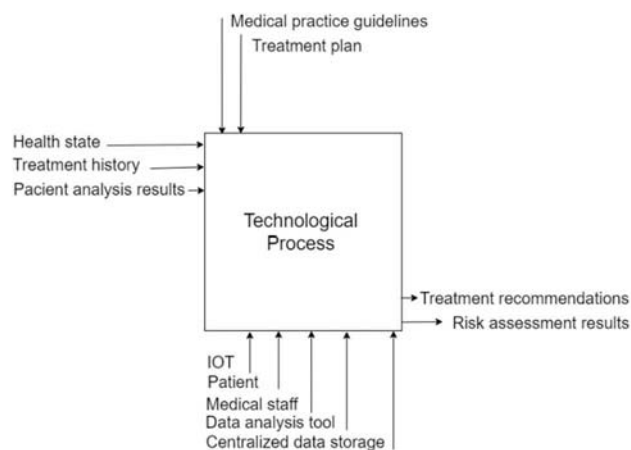 Medical practice guidelines
Treatment plan
Health state
Treatment history
Pacient analysis results
Technological
Process
Treatment recommendations
Risk assessment results
IOT
Patient
Medical staff
Data analysis tool
Centralized data storage